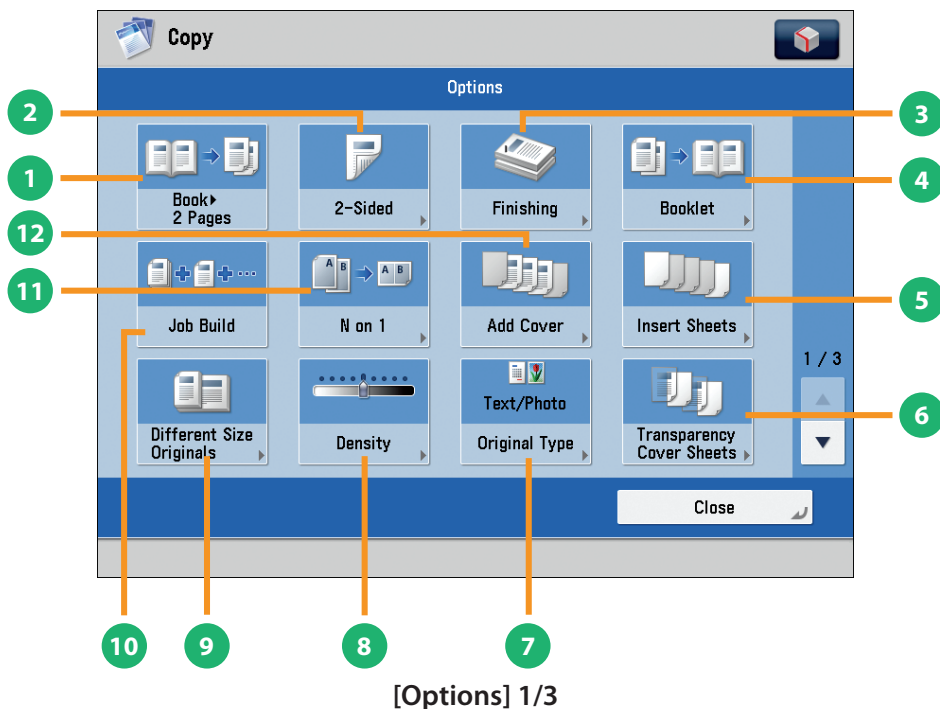 Copy
Options
2
3
1
4
Book▸
2 Pages
2-Sided
Finishing
Booklet
12
11
5
A B → A B
Job Build
N on 1
Add Cover
Insert Sheets
1 / 3
6
Text/Photo
Different Size
Originals
Density
Original Type
Transparency
Cover Sheets
Close
10
9
8
7
[Options] 1/3